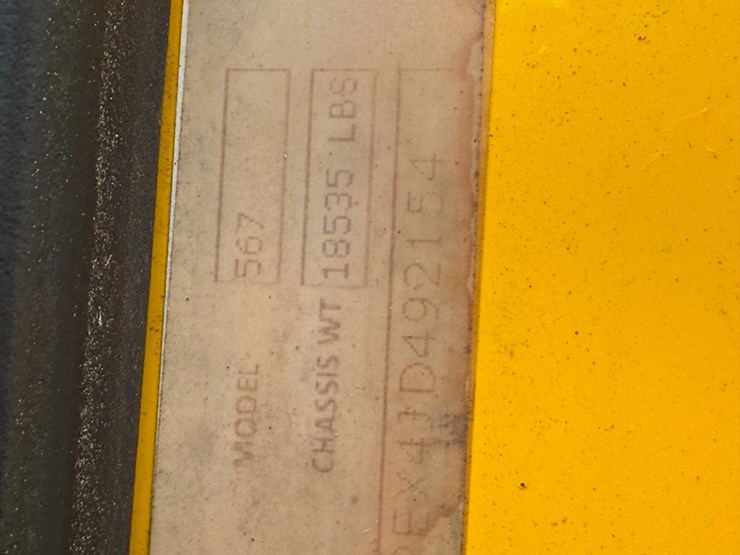 MODEL 567
CHASSIS WT 18535 LBS
EX4JD492154